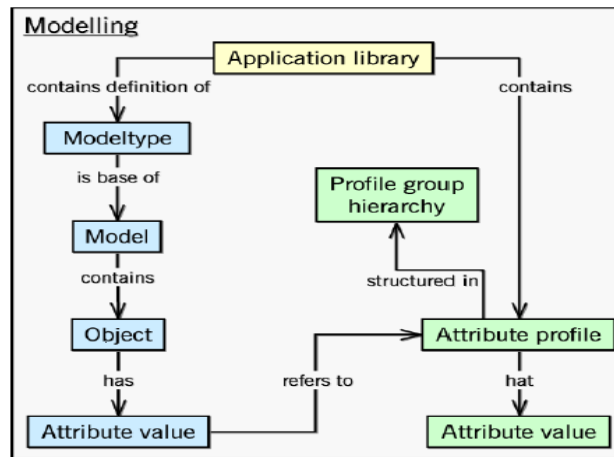 Modelling
Application library
contains definition of
contains
Modeltype
is base of
Profile group
hierarchy
Model
contains
structured in
Object
Attribute profile
has
refers to
hat
Attribute value
Attribute value